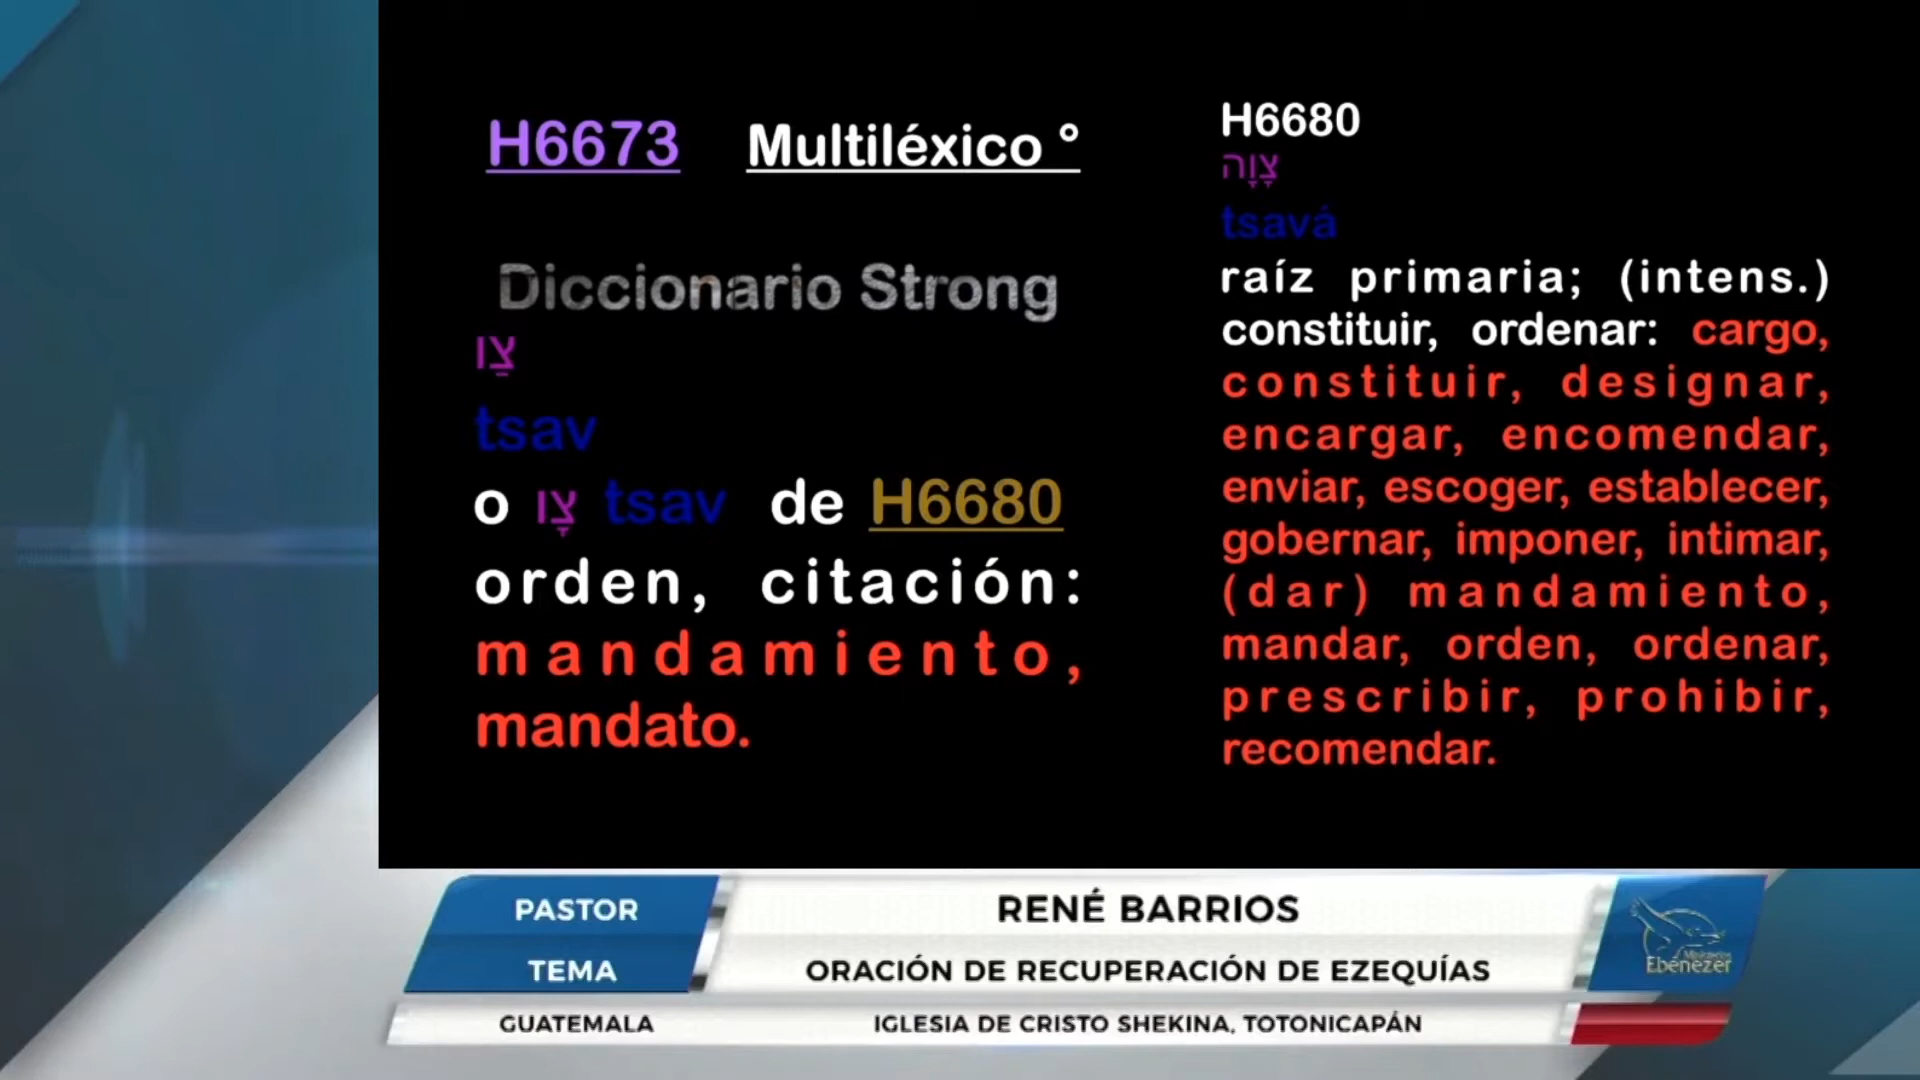 H6673 Multiléxico °
Diccionario Strong
צַו
tsav
o צָו tsav de H6680
orden, citación:
mandamiento,
mandato.
H6680
צָוָה
tsavá
raíz primaria; (intens.)
constituir, ordenar: cargo,
constituir, designar,
encargar, encomendar,
enviar, escoger, establecer,
gobernar, imponer, intimar,
(dar) mandamiento,
mandar, orden, ordenar,
prescribir, prohibir,
recomendar.
PASTOR RENÉ BARRIOS
TEMA ORACIÓN DE RECUPERACIÓN DE EZEQUÍAS
GUATEMALA IGLESIA DE CRISTO SHEKINA, TOTONICAPÁN
Ministerios
Ebenezer